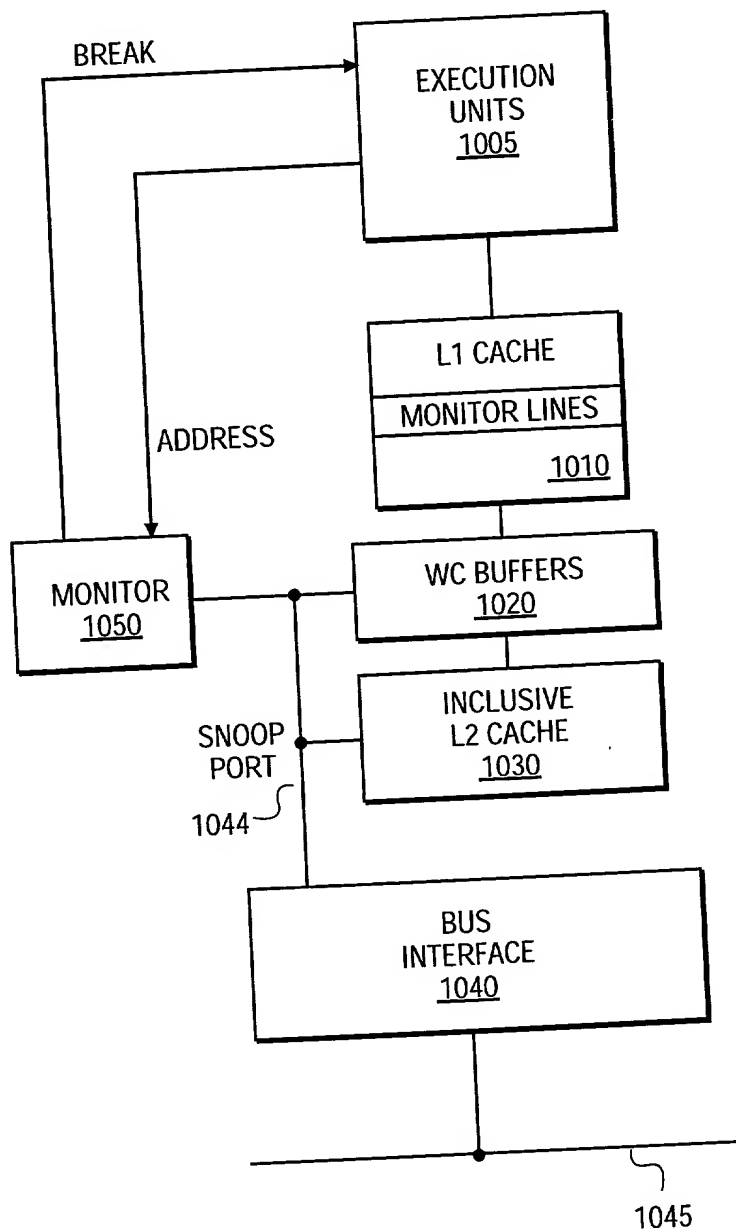 BREAK
EXECUTION
UNITS
1005
L1 CACHE
MONITOR LINES
1010
ADDRESS
MONITOR
1050
WC BUFFERS
1020
INCLUSIVE
L2 CACHE
1030
SNOOP
PORT
1044
BUS
INTERFACE
1040
1045